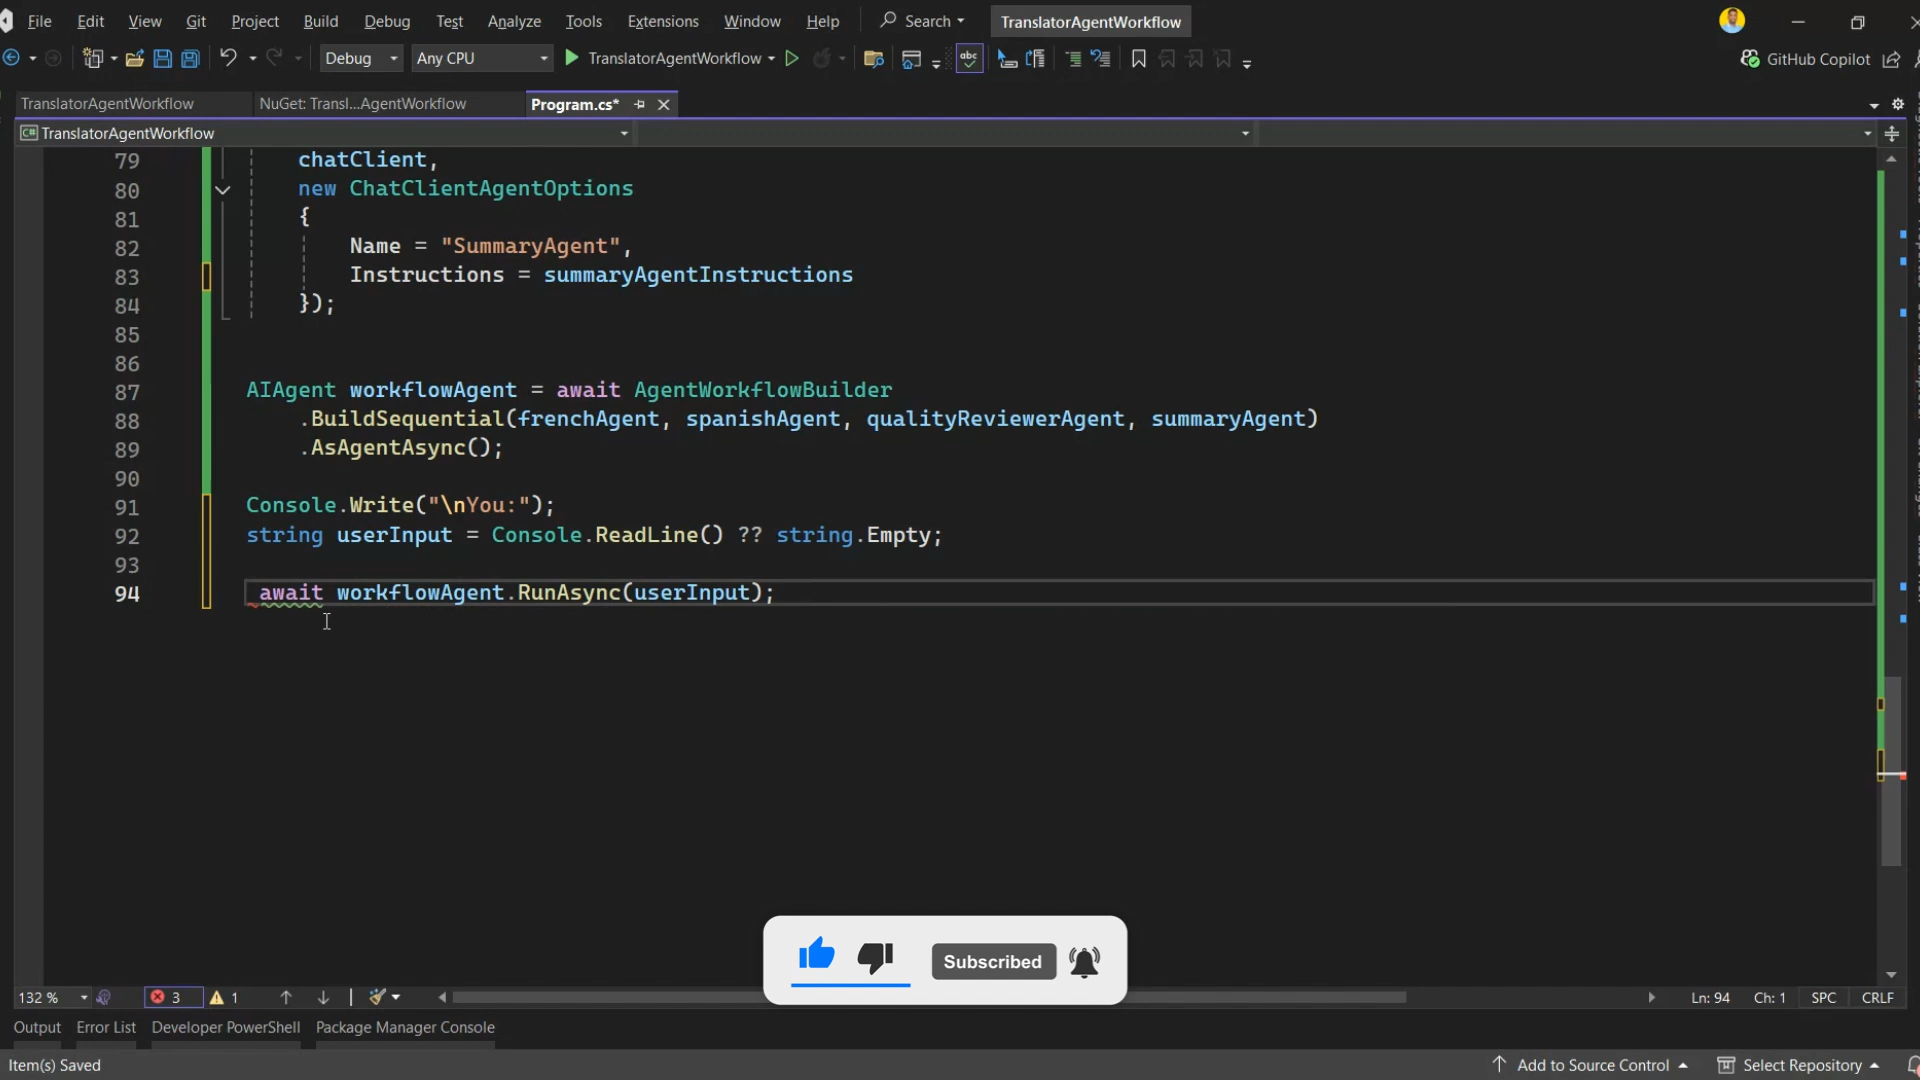 File Edit View Git Project Build Debug Test Analyze Tools Extensions Window Help Search TranslatorAgentWorkflow
Debug Any CPU TranslatorAgentWorkflow GitHub Copilot
TranslatorAgentWorkflow NuGet: Transl...AgentWorkflow Program.cs*
C# TranslatorAgentWorkflow
79 chatClient,
80 new ChatClientAgentOptions
81 {
82 Name = "SummaryAgent",
83 Instructions = summaryAgentInstructions
84 });
85
86
87 AIAgent workflowAgent = await AgentWorkflowBuilder
88 .BuildSequential(frenchAgent, spanishAgent, qualityReviewerAgent, summaryAgent)
89 .AsAgentAsync();
90
91 Console.Write("\nYou:");
92 string userInput = Console.ReadLine() ?? string.Empty;
93
94 await workflowAgent.RunAsync(userInput);
Subscribed
132 % 3 1 Ln: 94 Ch: 1 SPC CRLF
Output Error List Developer PowerShell Package Manager Console
Item(s) Saved Add to Source Control Select Repository